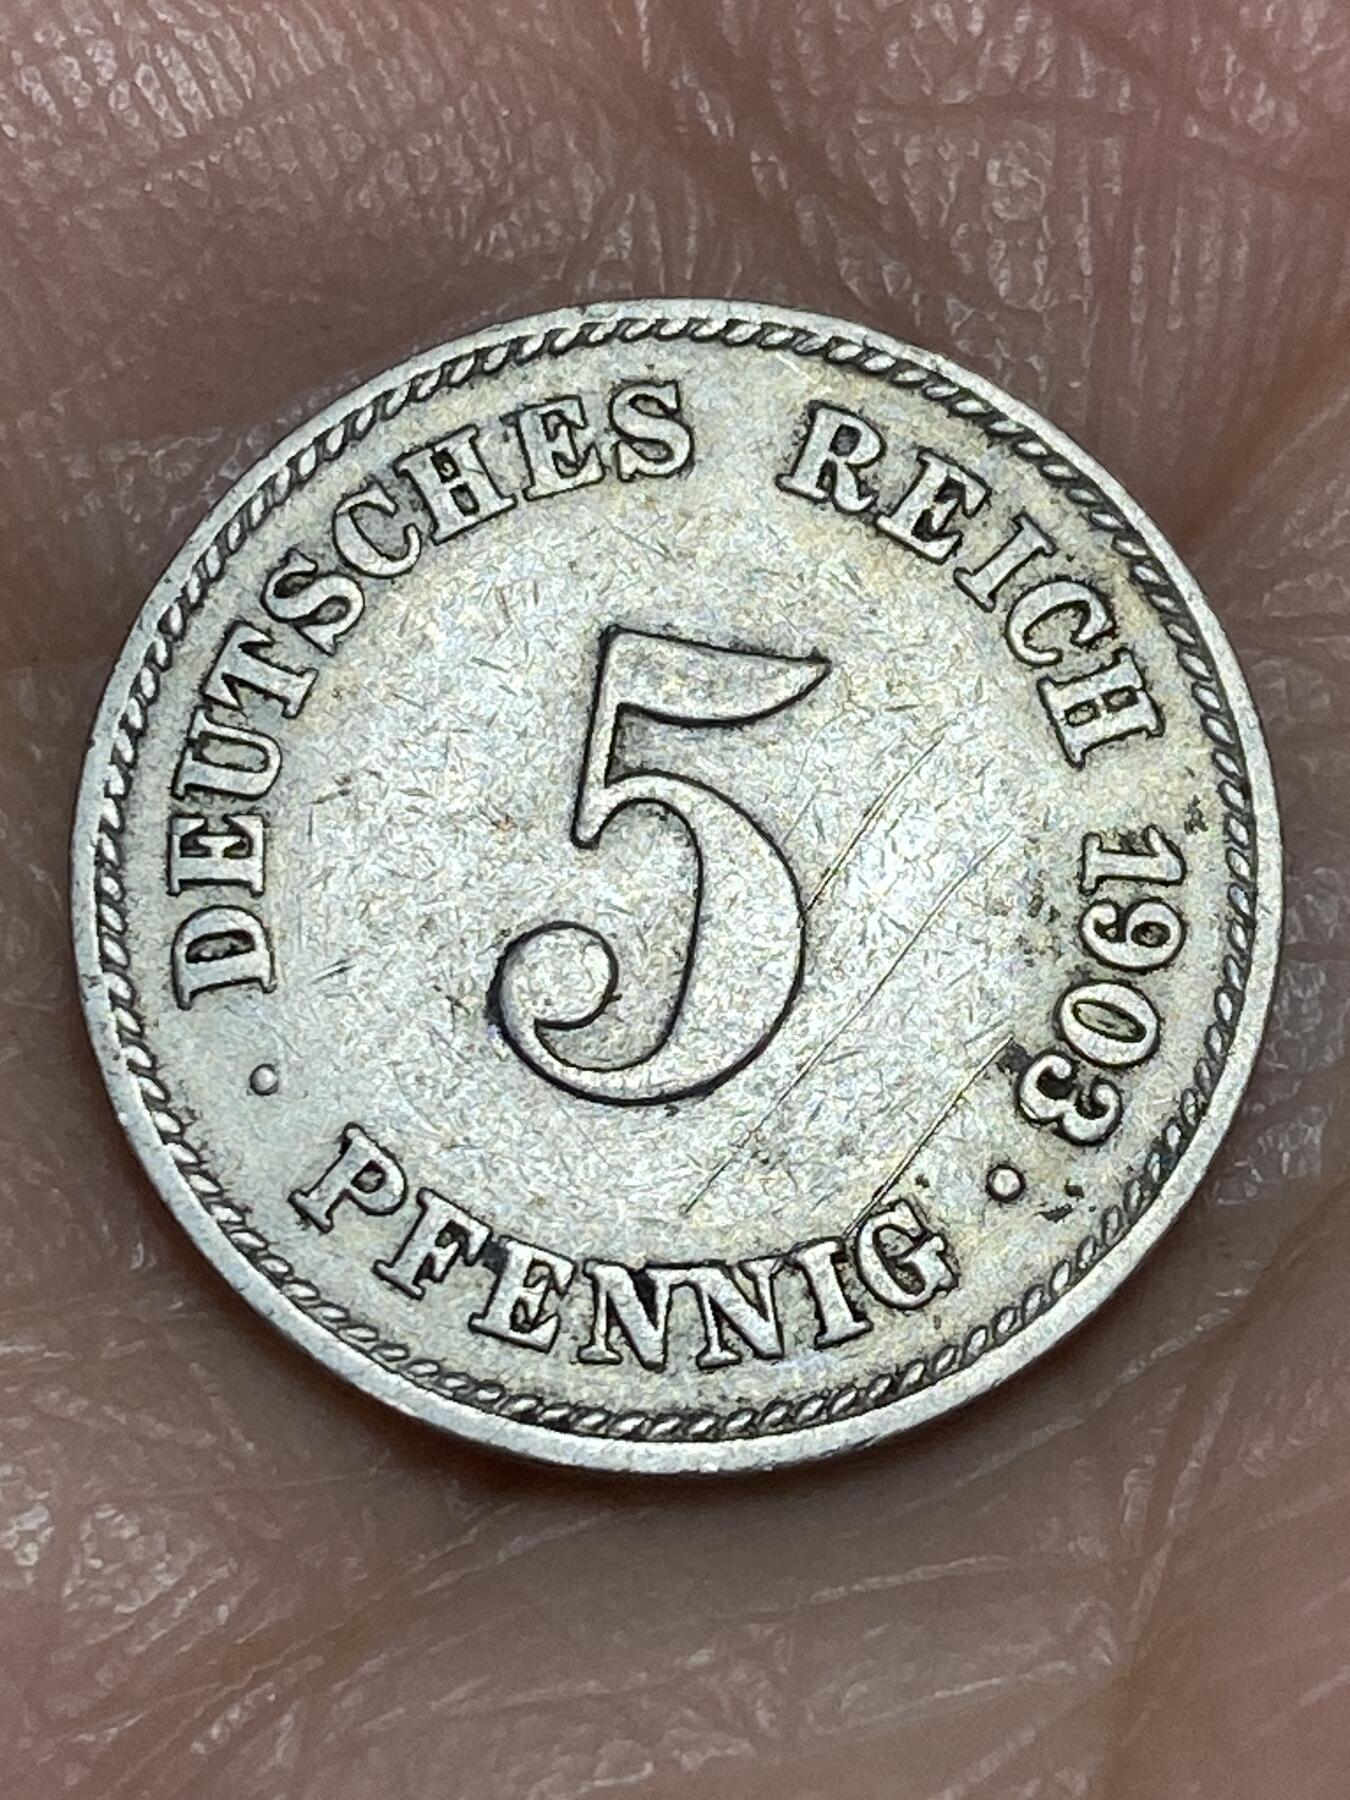 DEUTSCHES REICH 1903
5
· PFENNIG ·